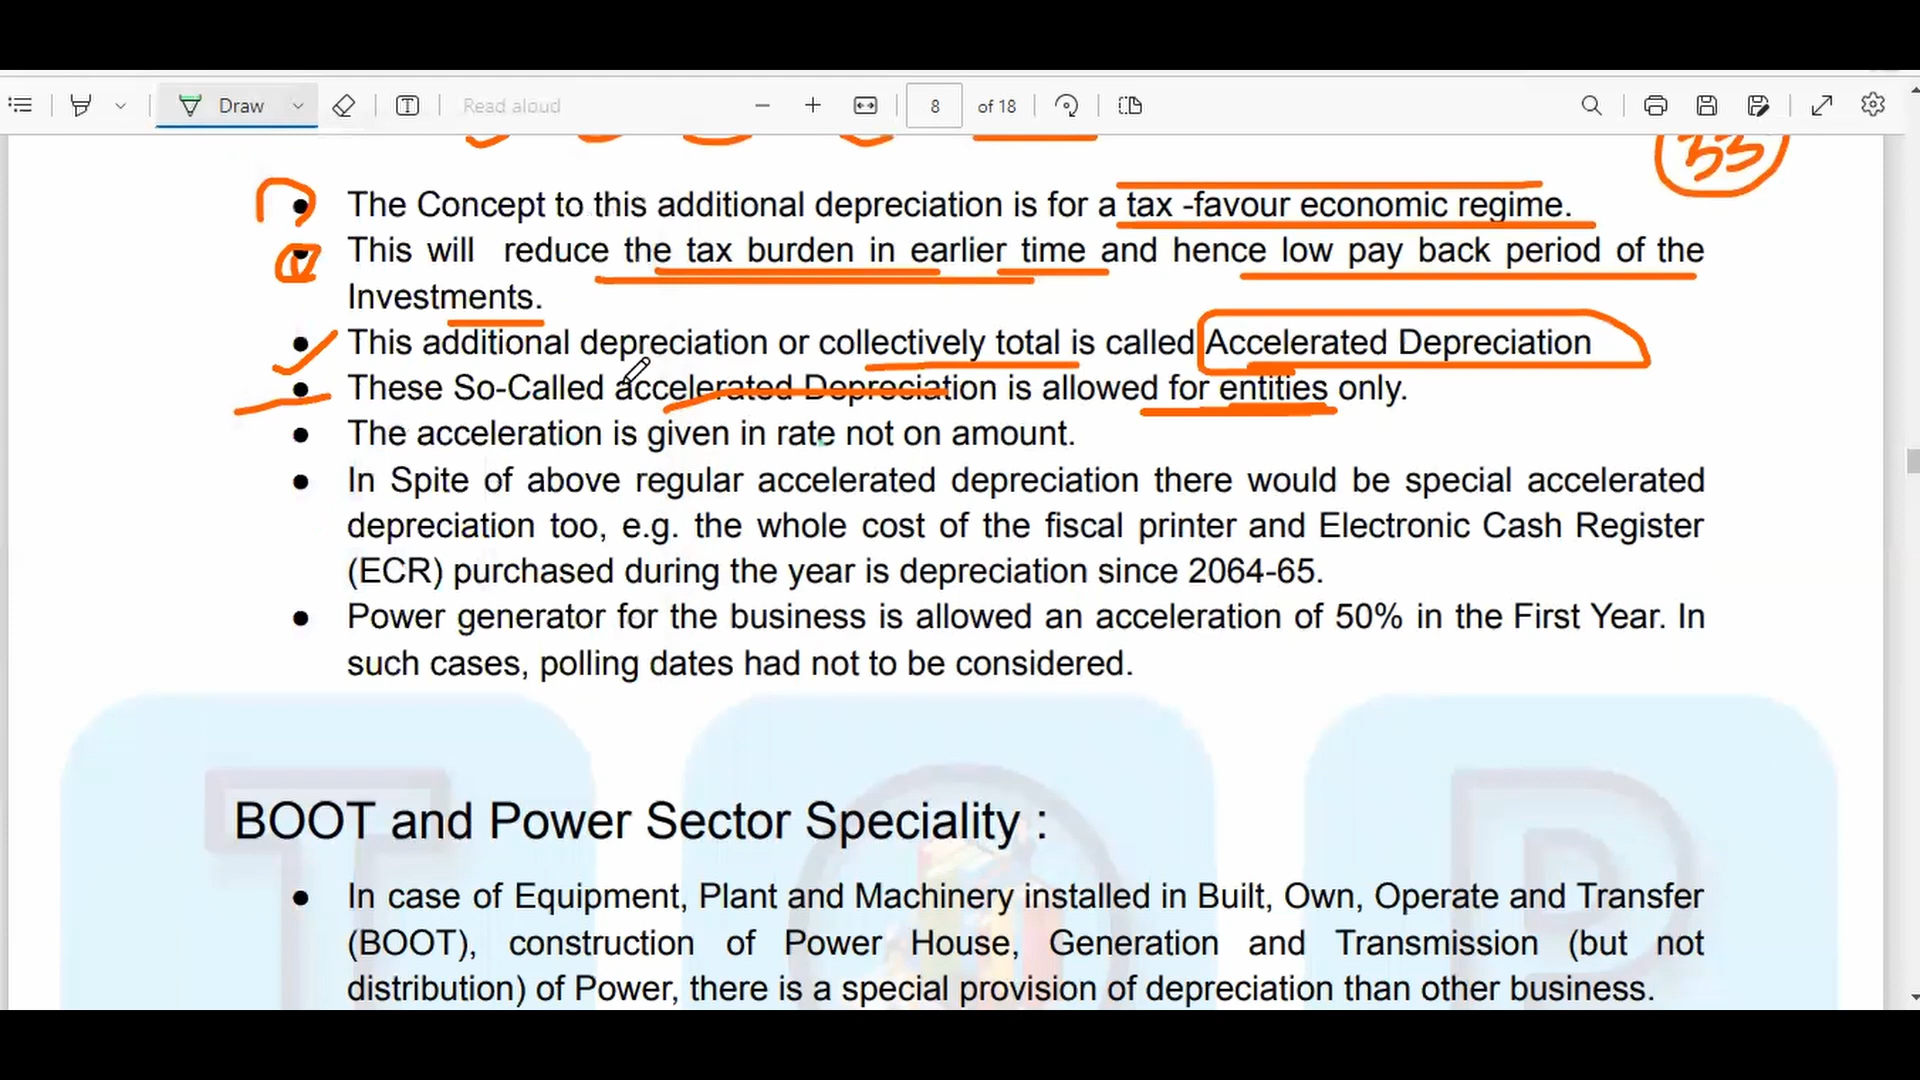 Draw
Read aloud
8
of 18
33
The Concept to this additional depreciation is for a tax -favour economic regime.
This will reduce the tax burden in earlier time and hence low pay back period of the
Investments.
This additional depreciation or collectively total is called Accelerated Depreciation
These So-Called accelerated Depreciation is allowed for entities only.
The acceleration is given in rate not on amount.
In Spite of above regular accelerated depreciation there would be special accelerated
depreciation too, e.g. the whole cost of the fiscal printer and Electronic Cash Register
(ECR) purchased during the year is depreciation since 2064-65.
Power generator for the business is allowed an acceleration of 50% in the First Year. In
such cases, polling dates had not to be considered.
BOOT and Power Sector Speciality :
In case of Equipment, Plant and Machinery installed in Built, Own, Operate and Transfer
(BOOT), construction of Power House, Generation and Transmission (but not
distribution) of Power, there is a special provision of depreciation than other business.
T O P